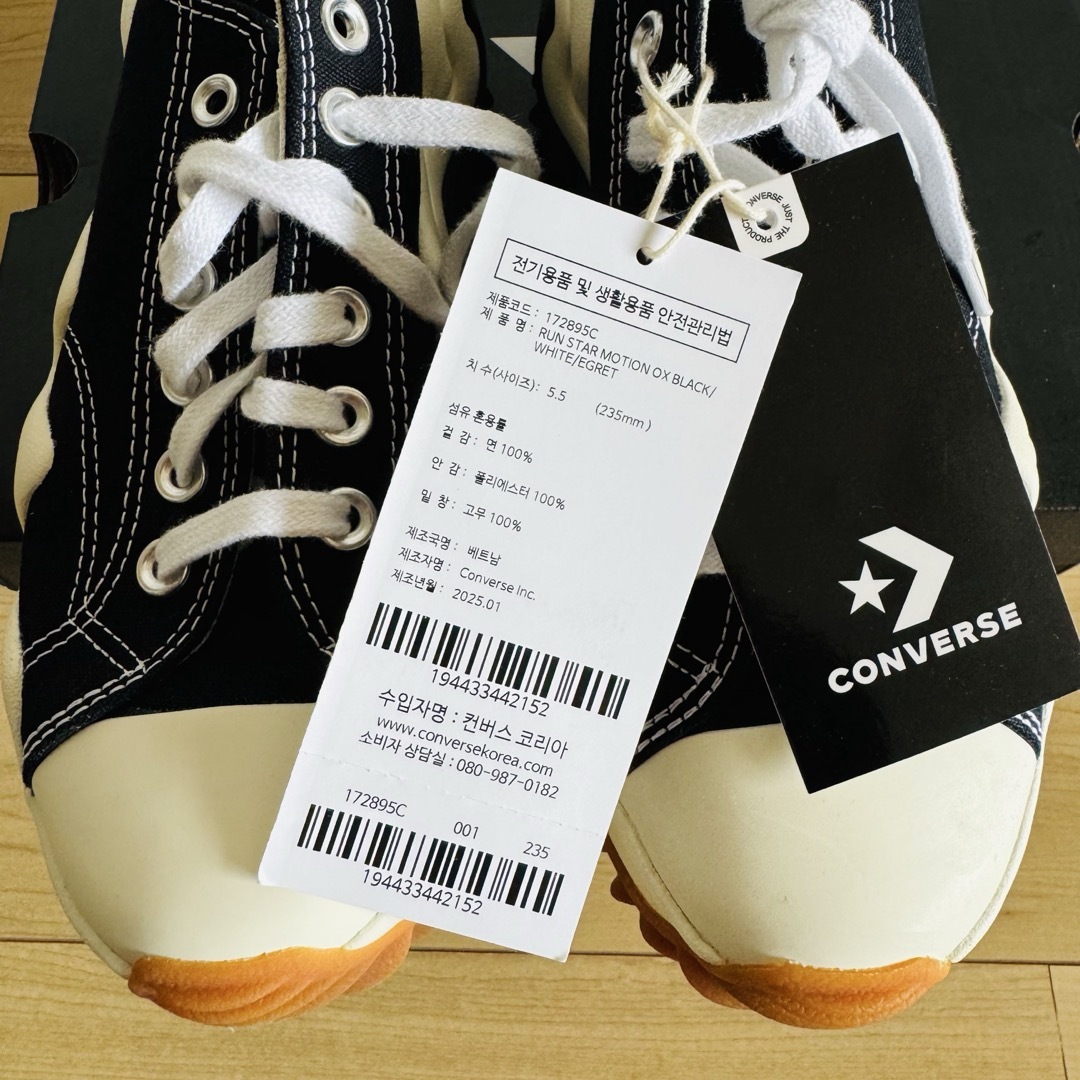 전기용품 및 생활용품 안전관리법
제품코드 : 172895C
제 품 명 : RUN STAR MOTION OX BLACK/
WHITE/EGRET
치 수(사이즈) : 5.5 (235mm)
섬유 혼용률
겉 감 : 면 100%
안 감 : 폴리에스터 100%
밑 창 : 고무 100%
제조국명 : 베트남
제조자명 : Converse Inc.
제조년월 : 2025.01
194433442152
수입자명 : 컨버스 코리아
www.conversekorea.com
소비자 상담실 : 080-987-0182
172895C 001 235
194433442152
CONVERSE JUST THE PRODUCT
CONVERSE